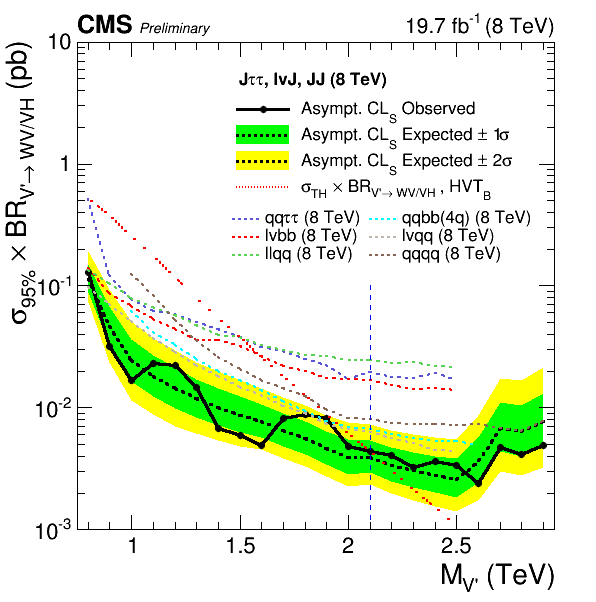 CMS Preliminary 19.7 fb⁻¹ (8 TeV)
σ95% × BRV'→ WV/VH (pb)
10
1
10⁻¹
10⁻²
10⁻³
Jττ, lνJ, JJ (8 TeV)
Asympt. CLS Observed
Asympt. CLS Expected ± 1σ
Asympt. CLS Expected ± 2σ
σTH × BRV'→ WV/VH , HVTB
qqττ (8 TeV) qqbb(4q) (8 TeV)
lνbb (8 TeV) lνqq (8 TeV)
llqq (8 TeV) qqqq (8 TeV)
1 1.5 2 2.5
MV' (TeV)